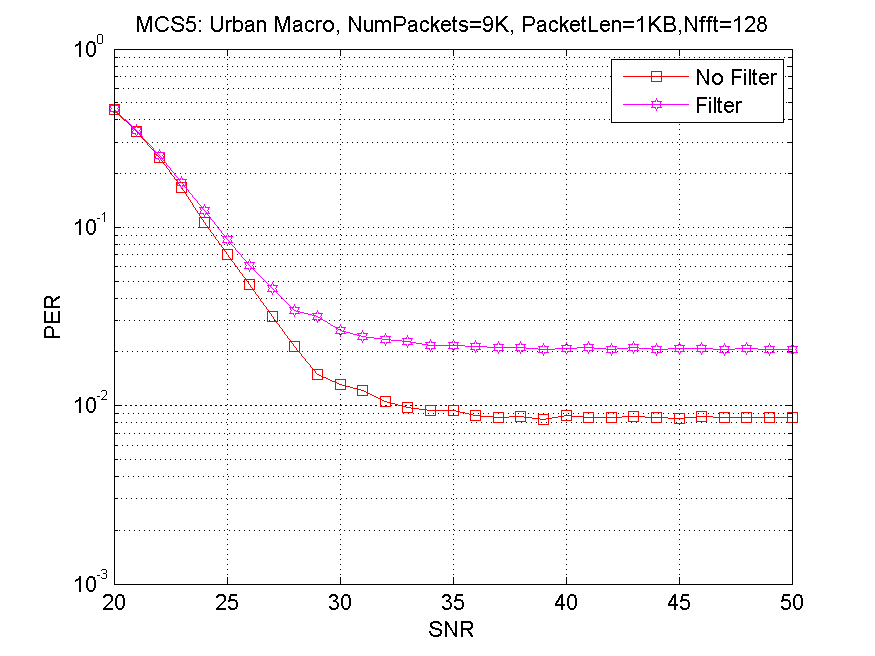 MCS5: Urban Macro, NumPackets=9K, PacketLen=1KB,Nfft=128
No Filter
Filter
PER
10^0
10^-1
10^-2
10^-3
20 25 30 35 40 45 50
SNR